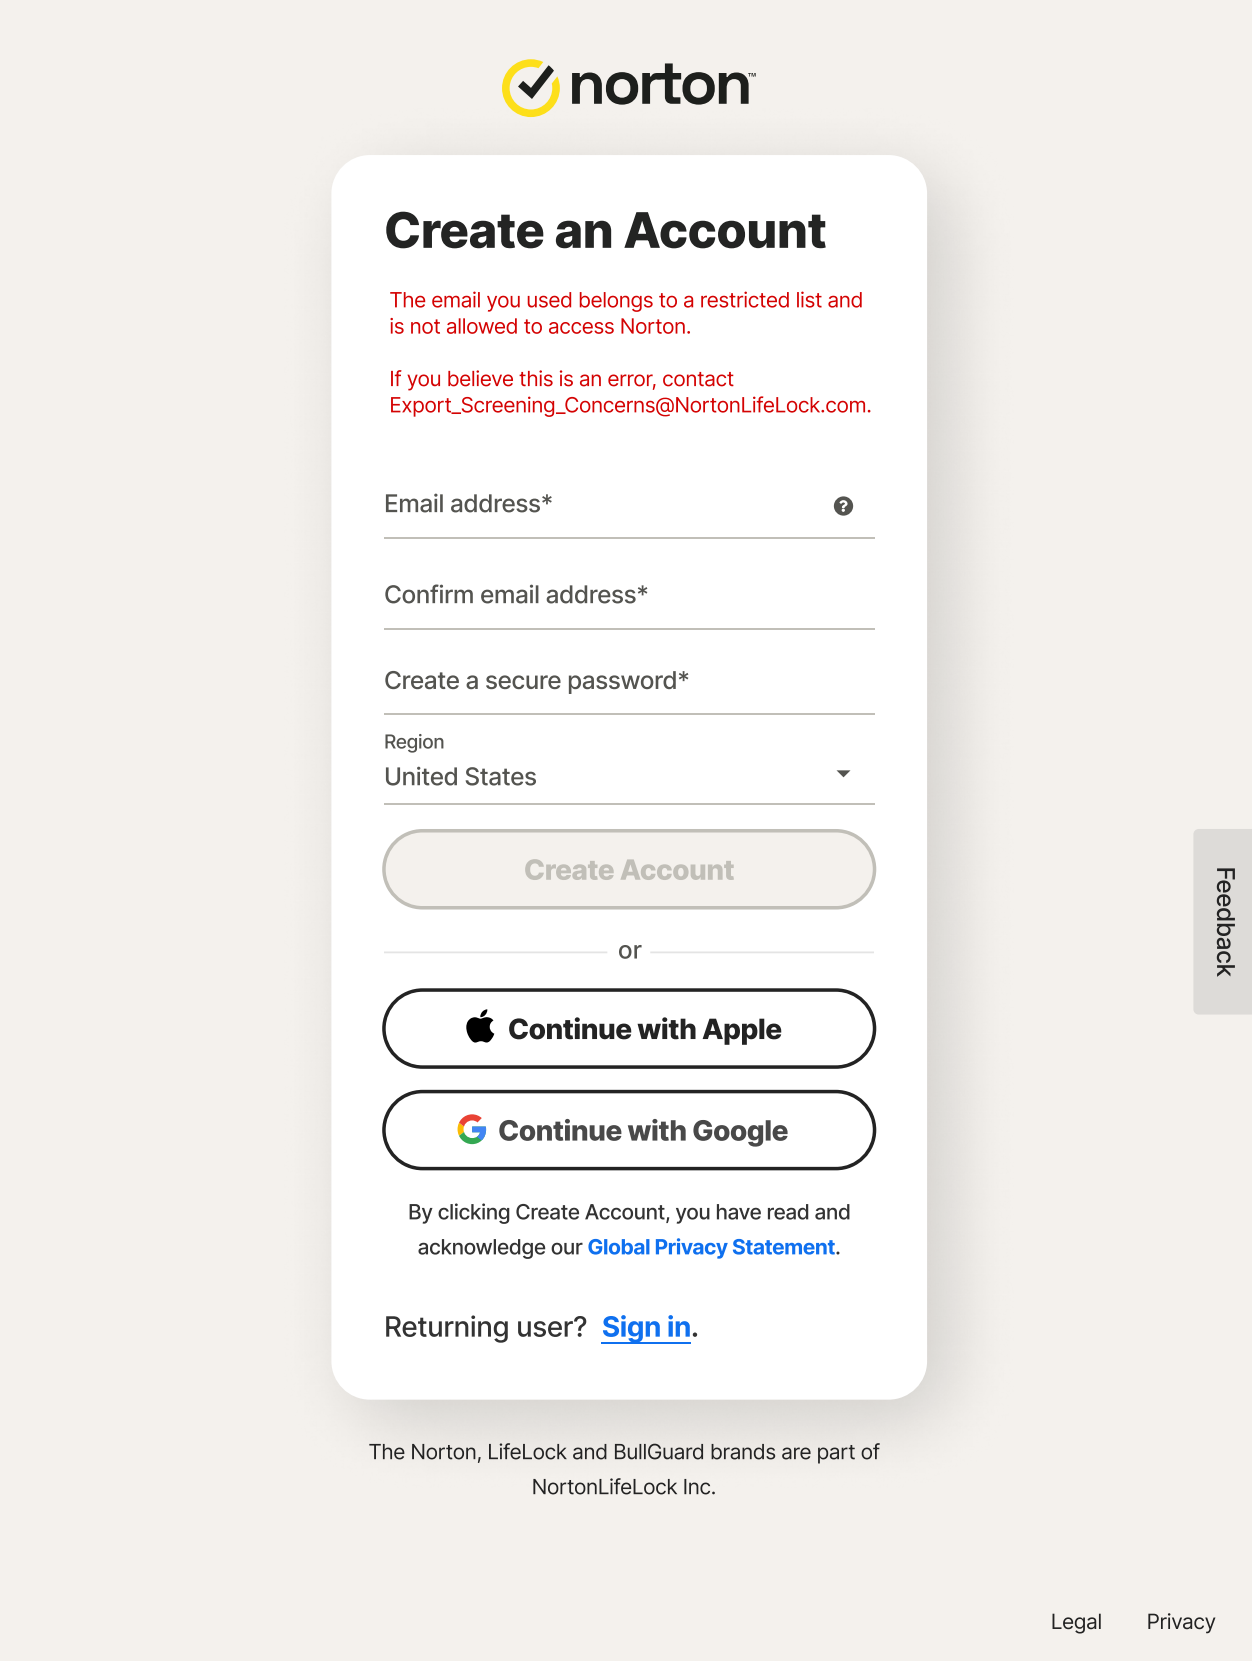 norton™
Create an Account
The email you used belongs to a restricted list and
is not allowed to access Norton.
If you believe this is an error, contact
Export_Screening_Concerns@NortonLifeLock.com.
Email address*
?
Confirm email address*
Create a secure password*
Region
United States
Create Account
or
Continue with Apple
Continue with Google
By clicking Create Account, you have read and
acknowledge our Global Privacy Statement.
Returning user? Sign in.
Feedback
The Norton, LifeLock and BullGuard brands are part of
NortonLifeLock Inc.
Legal Privacy